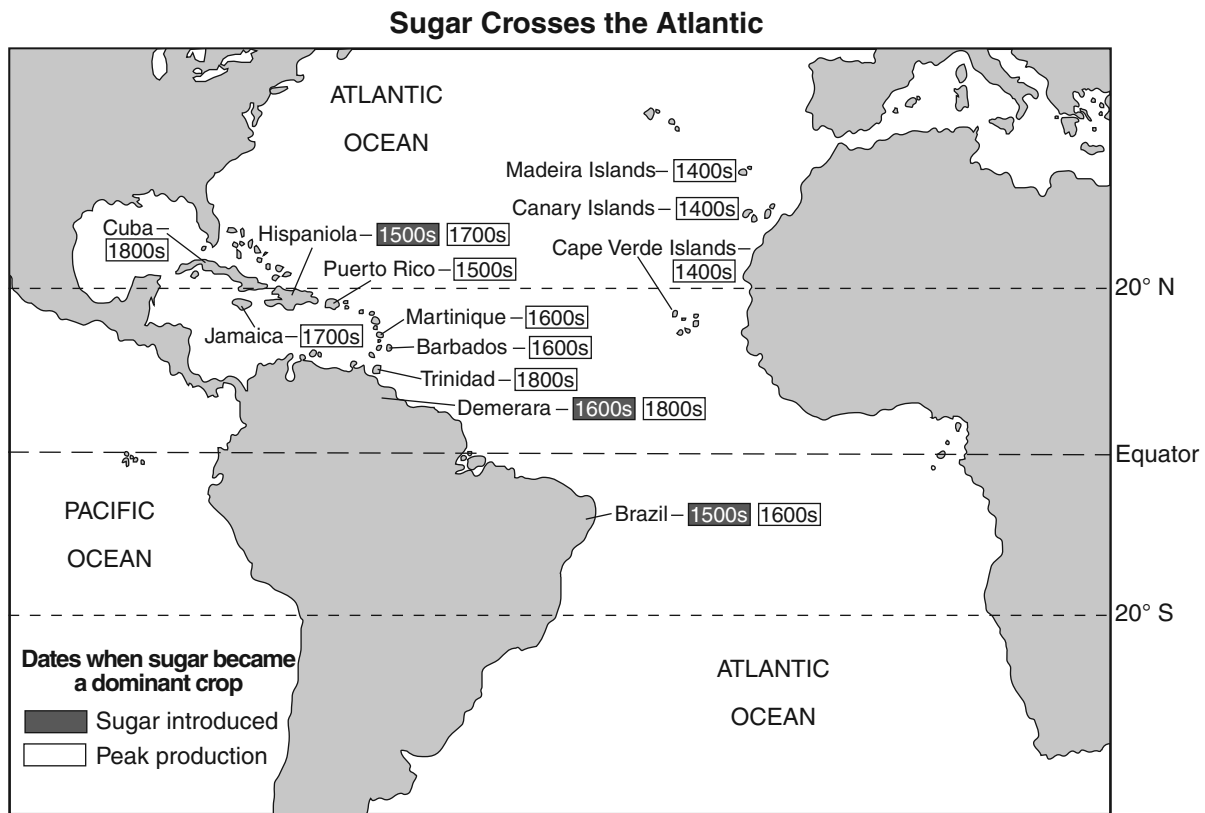 Sugar Crosses the Atlantic
ATLANTIC
OCEAN
Madeira Islands– 1400s
Canary Islands– 1400s
Cape Verde Islands–
1400s
Cuba–
1800s
Hispaniola– 1500s 1700s
Puerto Rico– 1500s
20° N
Jamaica– 1700s
Martinique – 1600s
Barbados – 1600s
Trinidad – 1800s
Demerara – 1600s 1800s
Equator
PACIFIC
OCEAN
Brazil– 1500s 1600s
20° S
ATLANTIC
OCEAN
Dates when sugar became
a dominant crop
Sugar introduced
Peak production